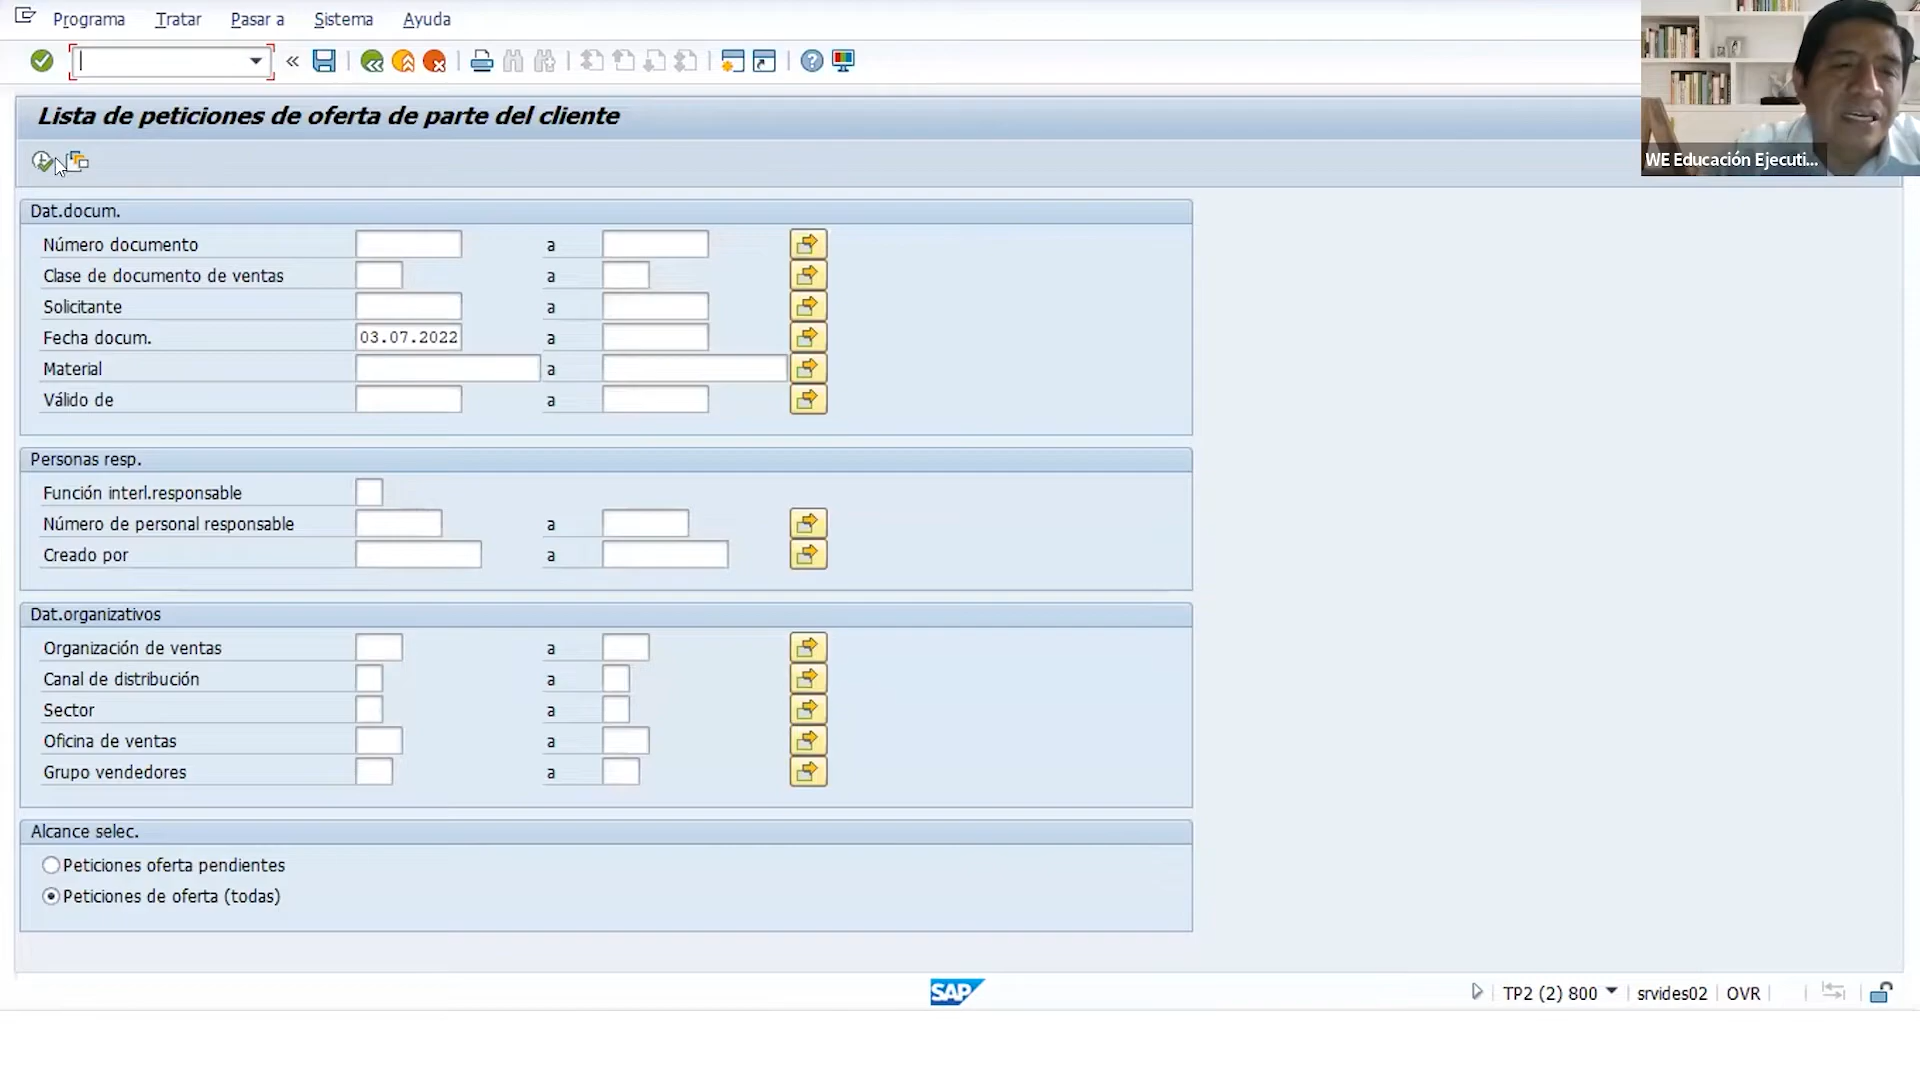 Programa Tratar Pasar a Sistema Ayuda
Lista de peticiones de oferta de parte del cliente
WE Educación Ejecuti...
Dat.docum.
Número documento a
Clase de documento de ventas a
Solicitante a
Fecha docum. 03.07.2022 a
Material a
Válido de a
Personas resp.
Función interl.responsable
Número de personal responsable a
Creado por a
Dat.organizativos
Organización de ventas a
Canal de distribución a
Sector a
Oficina de ventas a
Grupo vendedores a
Alcance selec.
Peticiones oferta pendientes
Peticiones de oferta (todas)
SAP TP2 (2) 800 srvides02 OVR